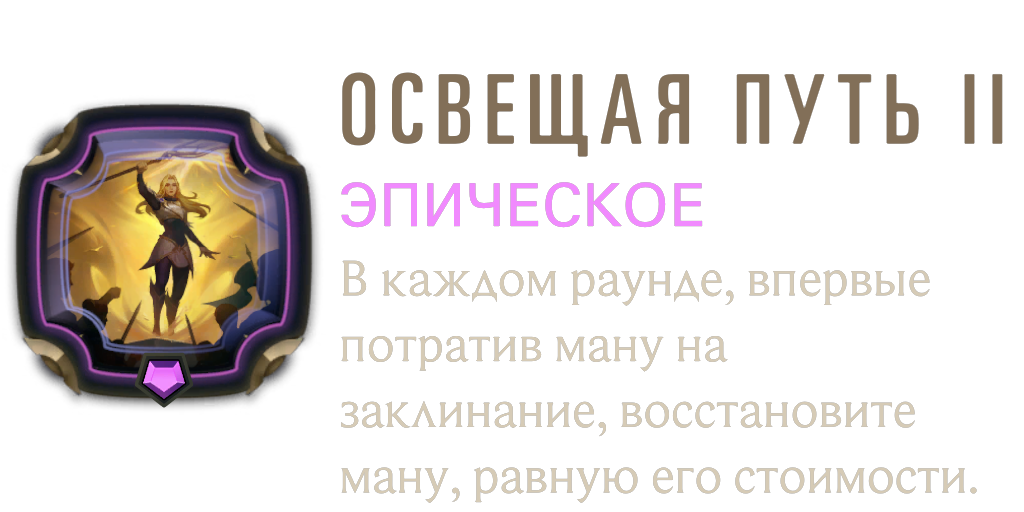 ОСВЕЩАЯ ПУТЬ II
ЭПИЧЕСКОЕ
В каждом раунде, впервые
потратив ману на
заклинание, восстановите
ману, равную его стоимости.